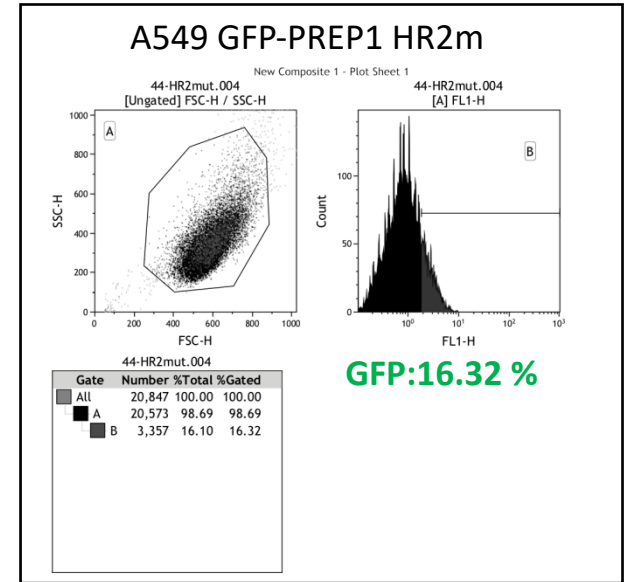 A549 GFP-PREP1 HR2m
New Composite 1 - Plot Sheet 1
44-HR2mut.004
[Ungated] FSC-H / SSC-H
1000
800
600
400
200
0
A
SSC-H
0 200 400 600 800 1000
FSC-H
44-HR2mut.004
[A] FL1-H
100
50
0
B
Count
10⁰ 10¹ 10² 10³
FL1-H
44-HR2mut.004
Gate Number %Total %Gated
All 20,847 100.00 100.00
A 20,573 98.69 98.69
B 3,357 16.10 16.32
GFP:16.32 %